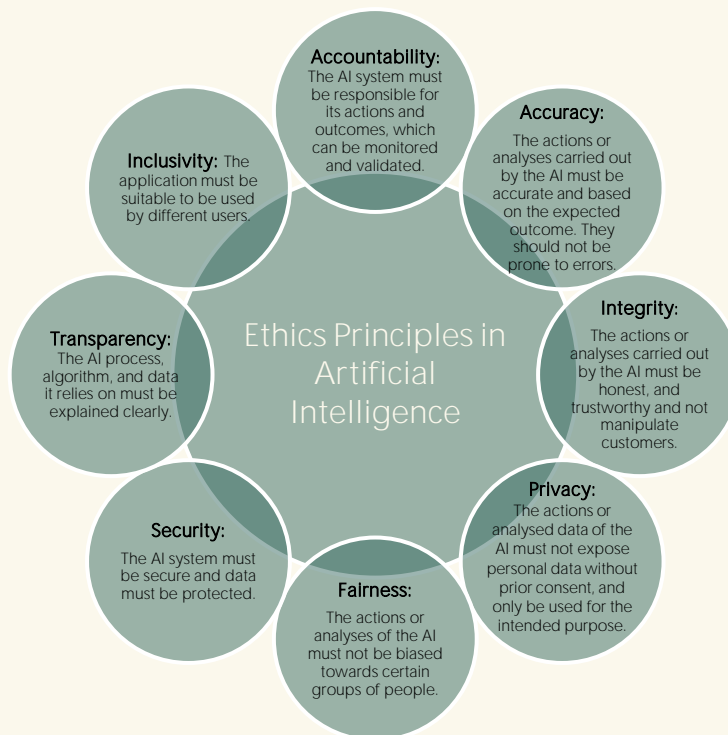 Accountability:
The AI system must
be responsible for
its actions and
outcomes, which
can be monitored
and validated.
Accuracy:
The actions or
analyses carried out
by the AI must be
accurate and based
on the expected
outcome. They
should not be
prone to errors.
Integrity:
The actions or
analyses carried out
by the AI must be
honest, and
trustworthy and not
manipulate
customers.
Privacy:
The actions or
analysed data of the
AI must not expose
personal data without
prior consent, and
only be used for the
intended purpose.
Fairness:
The actions or
analyses of the AI
must not be biased
towards certain
groups of people.
Security:
The AI system must
be secure and data
must be protected.
Transparency:
The AI process,
algorithm, and data
it relies on must be
explained clearly.
Inclusivity: The
application must be
suitable to be used
by different users.
Ethics Principles in
Artificial
Intelligence